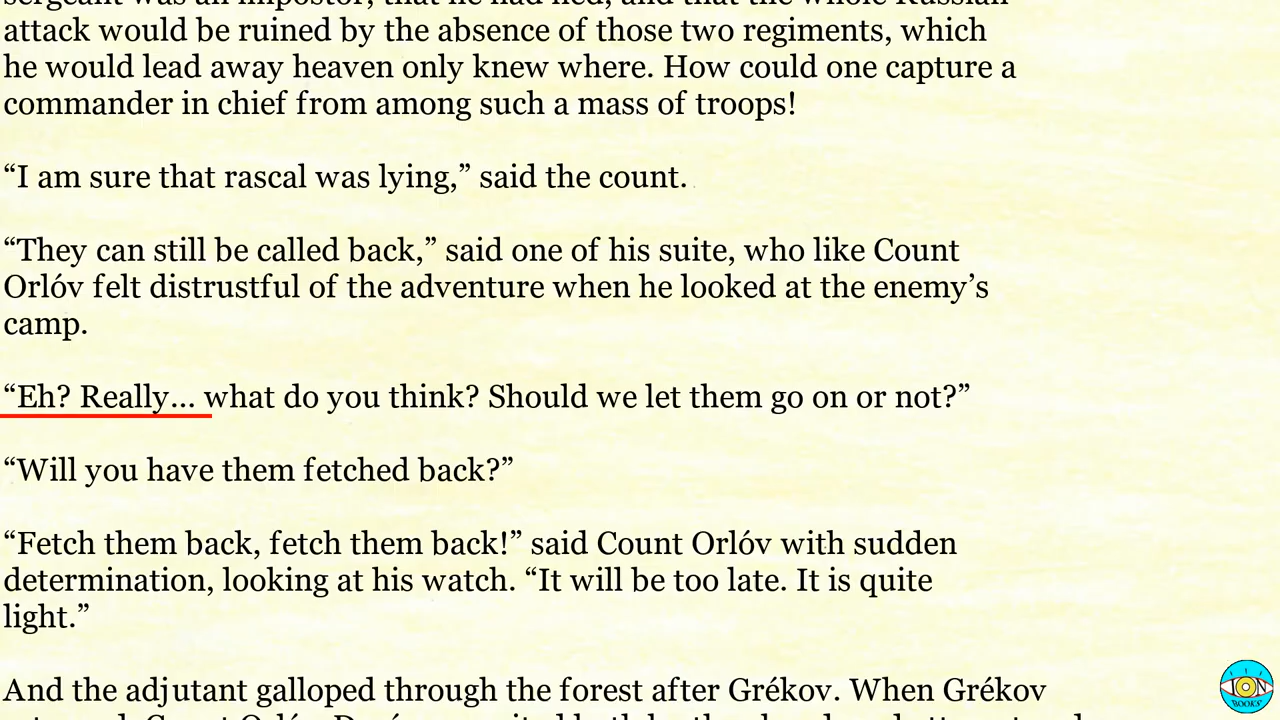 attack would be ruined by the absence of those two regiments, which
he would lead away heaven only knew where. How could one capture a
commander in chief from among such a mass of troops!
“I am sure that rascal was lying,” said the count.
“They can still be called back,” said one of his suite, who like Count
Orlóv felt distrustful of the adventure when he looked at the enemy’s
camp.
“Eh? Really... what do you think? Should we let them go on or not?”
“Will you have them fetched back?”
“Fetch them back, fetch them back!” said Count Orlóv with sudden
determination, looking at his watch. “It will be too late. It is quite
light.”
And the adjutant galloped through the forest after Grékov. When Grékov
ION
BOOKS